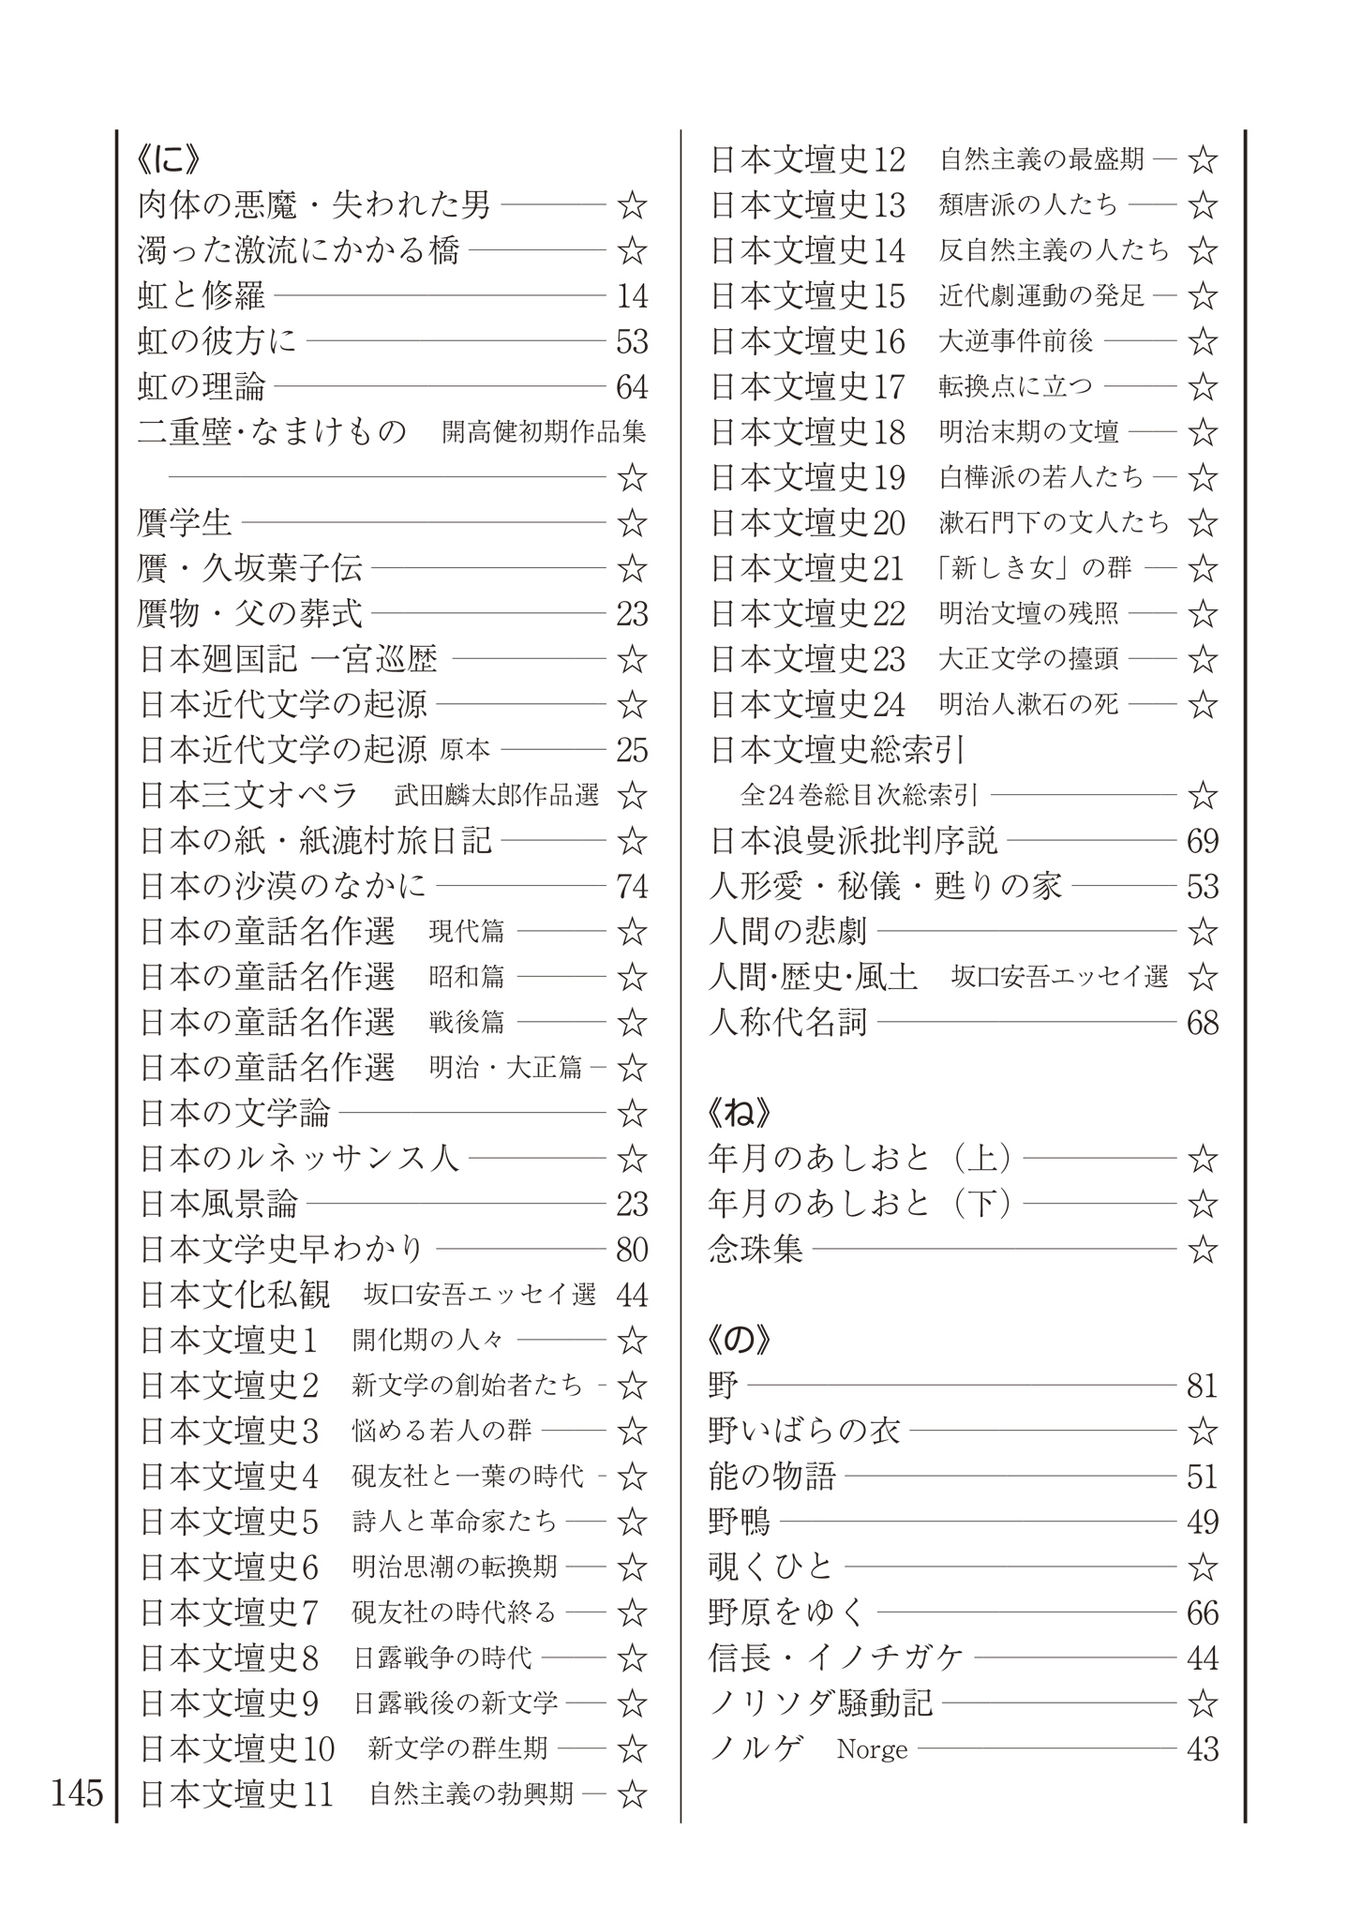 《に》
肉体の悪魔・失われた男 ——— ☆
濁った激流にかかる橋 ——— ☆
虹と修羅 ——— 14
虹の彼方に ——— 53
虹の理論 ——— 64
二重壁・なまけもの 開高健初期作品集
——— ☆
贋学生 ——— ☆
贋・久坂葉子伝 ——— ☆
贋物・父の葬式 ——— 23
日本廻国記 一宮巡歴 ——— ☆
日本近代文学の起源 ——— ☆
日本近代文学の起源 原本 ——— 25
日本三文オペラ 武田麟太郎作品選 ☆
日本の紙・紙漉村旅日記 ——— ☆
日本の沙漠のなかに ——— 74
日本の童話名作選 現代篇 ——— ☆
日本の童話名作選 昭和篇 ——— ☆
日本の童話名作選 戦後篇 ——— ☆
日本の童話名作選 明治・大正篇 — ☆
日本の文学論 ——— ☆
日本のルネッサンス人 ——— ☆
日本風景論 ——— 23
日本文学史早わかり ——— 80
日本文化私観 坂口安吾エッセイ選 44
日本文壇史1 開化期の人々 ——— ☆
日本文壇史2 新文学の創始者たち — ☆
日本文壇史3 悩める若人の群 ——— ☆
日本文壇史4 硯友社と一葉の時代 — ☆
日本文壇史5 詩人と革命家たち —— ☆
日本文壇史6 明治思潮の転換期 —— ☆
日本文壇史7 硯友社の時代終る —— ☆
日本文壇史8 日露戦争の時代 ——— ☆
日本文壇史9 日露戦後の新文学 —— ☆
日本文壇史10 新文学の群生期 —— ☆
日本文壇史11 自然主義の勃興期 — ☆
日本文壇史12 自然主義の最盛期 — ☆
日本文壇史13 頽唐派の人たち —— ☆
日本文壇史14 反自然主義の人たち ☆
日本文壇史15 近代劇運動の発足 — ☆
日本文壇史16 大逆事件前後 ——— ☆
日本文壇史17 転換点に立つ ——— ☆
日本文壇史18 明治末期の文壇 —— ☆
日本文壇史19 白樺派の若人たち — ☆
日本文壇史20 漱石門下の文人たち ☆
日本文壇史21 「新しき女」の群 —— ☆
日本文壇史22 明治文壇の残照 —— ☆
日本文壇史23 大正文学の擡頭 —— ☆
日本文壇史24 明治人漱石の死 —— ☆
日本文壇史総索引
全24巻総目次総索引 ——— ☆
日本浪曼派批判序説 ——— 69
人形愛・秘儀・甦りの家 ——— 53
人間の悲劇 ——— ☆
人間・歴史・風土 坂口安吾エッセイ選 ☆
人称代名詞 ——— 68
《ね》
年月のあしおと（上） ——— ☆
年月のあしおと（下） ——— ☆
念珠集 ——— ☆
《の》
野 ——— 81
野いばらの衣 ——— ☆
能の物語 ——— 51
野鴨 ——— 49
覗くひと ——— ☆
野原をゆく ——— 66
信長・イノチガケ ——— 44
ノリソダ騒動記 ——— ☆
ノルゲ Norge ——— 43
145